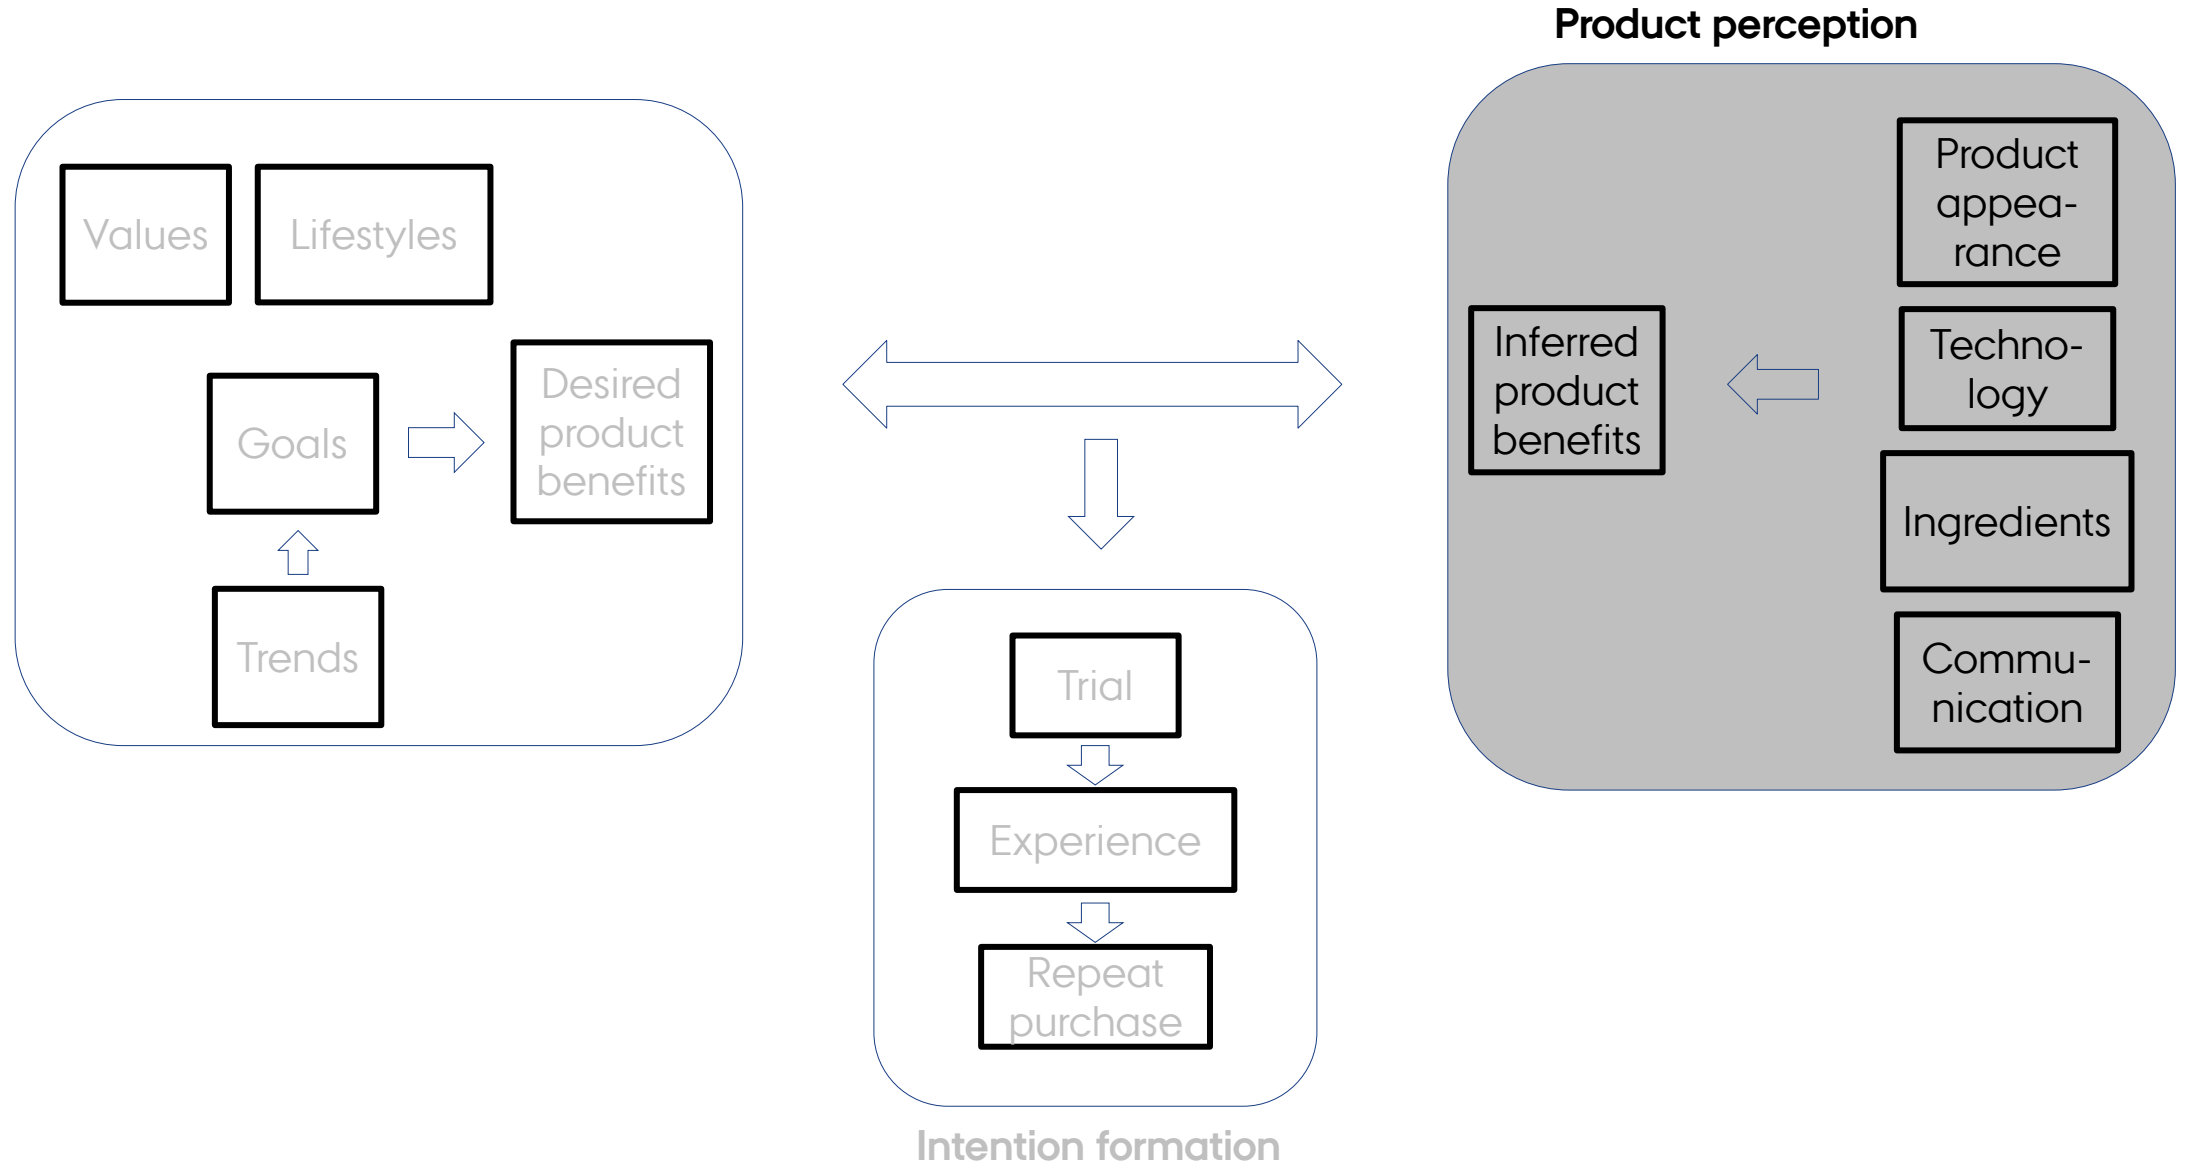 Product perception
Values
Lifestyles
Goals
Desired
product
benefits
Trends
Trial
Experience
Repeat
purchase
Intention formation
Inferred
product
benefits
Product
appea-
rance
Techno-
logy
Ingredients
Commu-
nication